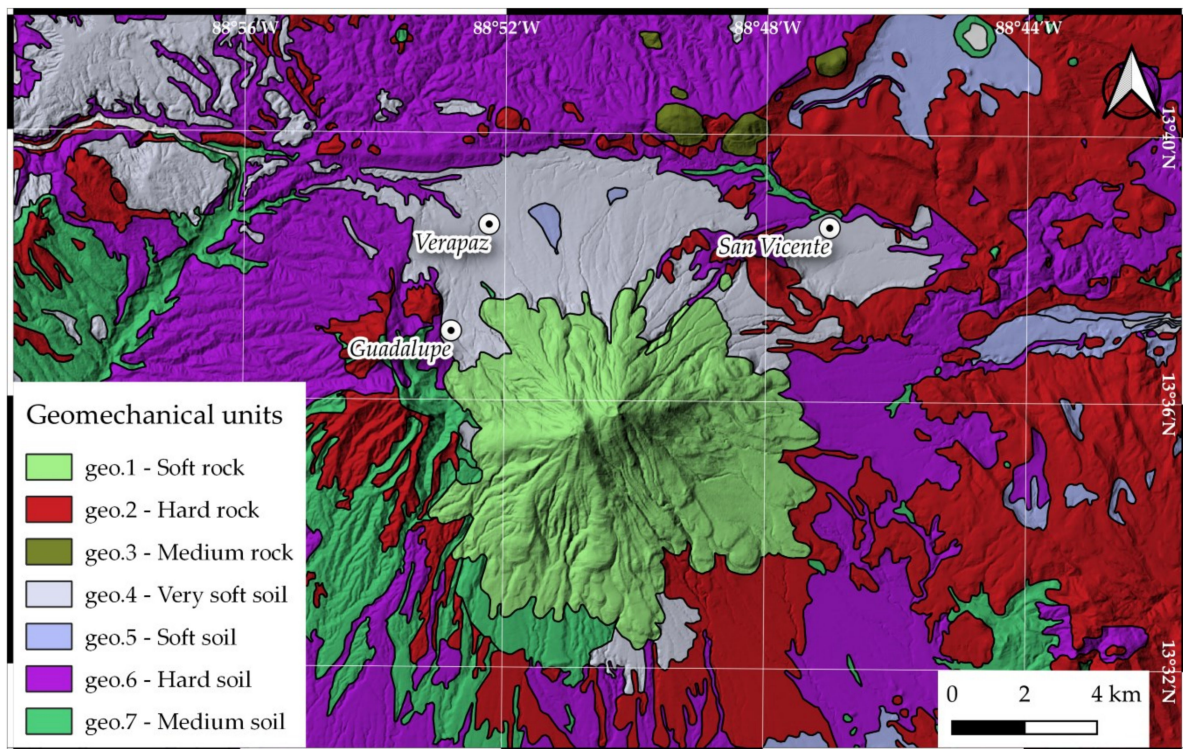 88°56′W 88°52′W 88°48′W 88°44′W
13°40′N
Verapaz
San Vicente
Guadalupe
13°36′N
Geomechanical units
geo.1 - Soft rock
geo.2 - Hard rock
geo.3 - Medium rock
geo.4 - Very soft soil
geo.5 - Soft soil
geo.6 - Hard soil
geo.7 - Medium soil
13°32′N
0 2 4 km